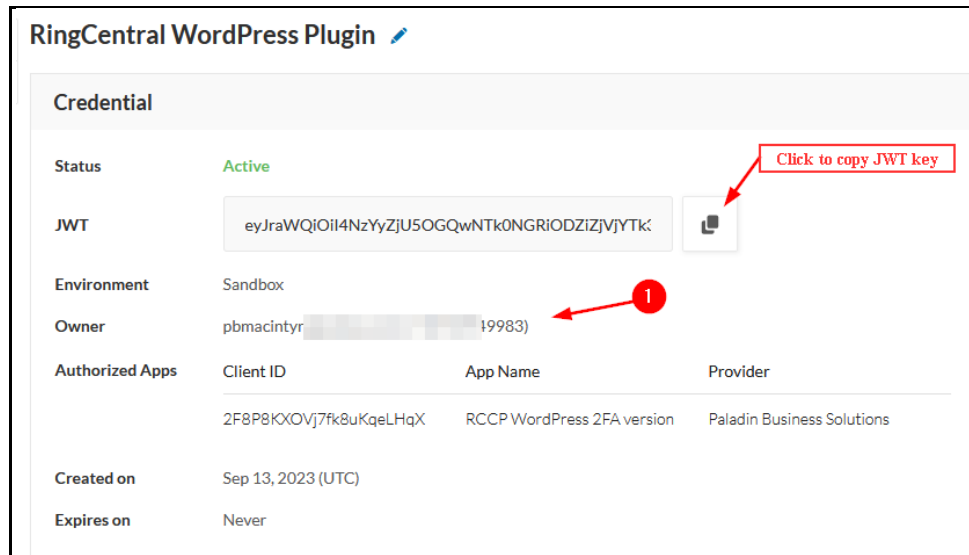 RingCentral WordPress Plugin
Credential
Status Active
Click to copy JWT key
JWT eyJraWQiOiI4NzYyZjU5OGQwNTk0NGRiODZiZjVjYTk3
Environment Sandbox
1
Owner pbmacintyr 49983)
Authorized Apps Client ID App Name Provider
2F8P8KXOVj7fk8uKqeLHqX RCCP WordPress 2FA version Paladin Business Solutions
Created on Sep 13, 2023 (UTC)
Expires on Never